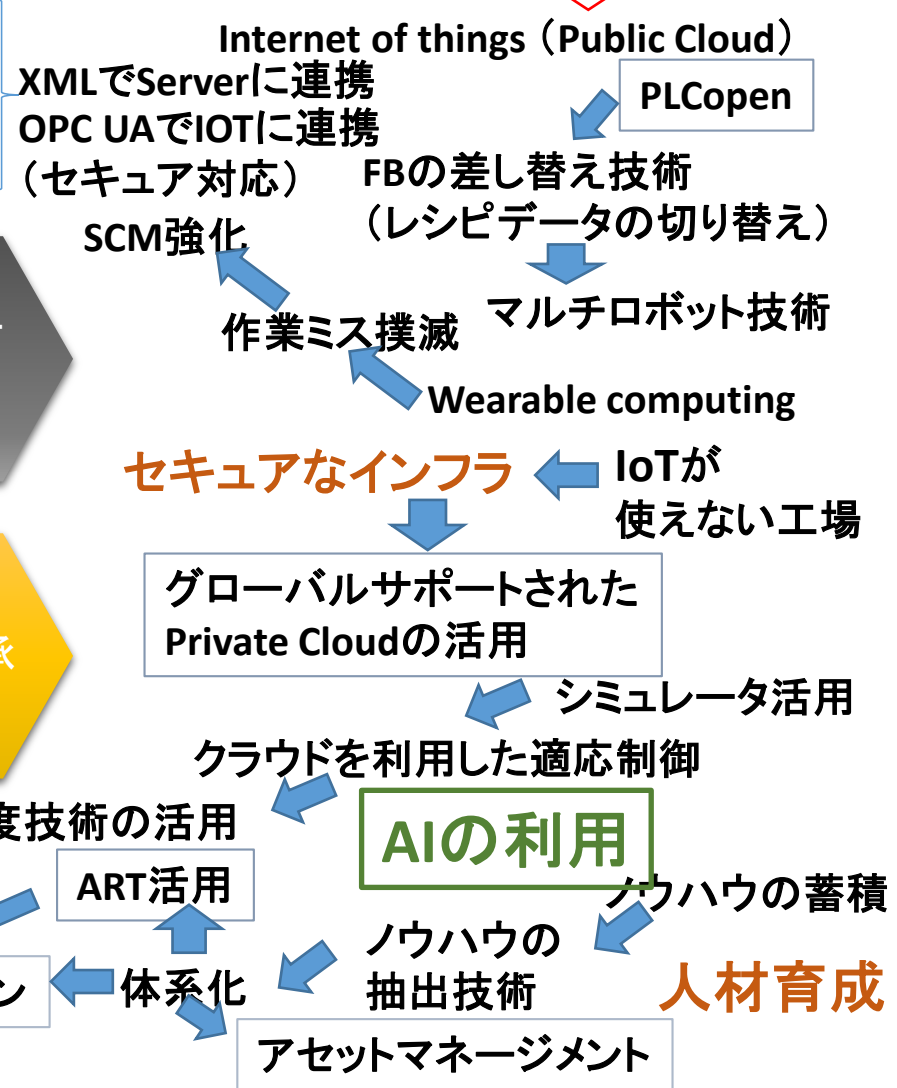 Internet of things（Public Cloud）
XMLでServerに連携
OPC UAでIOTに連携
（セキュア対応）
PLCopen
FBの差し替え技術
（レシピデータの切り替え）
SCM強化
作業ミス撲滅
マルチロボット技術
Wearable computing
セキュアなインフラ
IoTが
使えない工場
グローバルサポートされた
Private Cloudの活用
シミュレータ活用
クラウドを利用した適応制御
度技術の活用
AIの利用
ART活用
ノウハウの蓄積
ノウハウの
抽出技術
体系化
ン
人材育成
アセットマネージメント